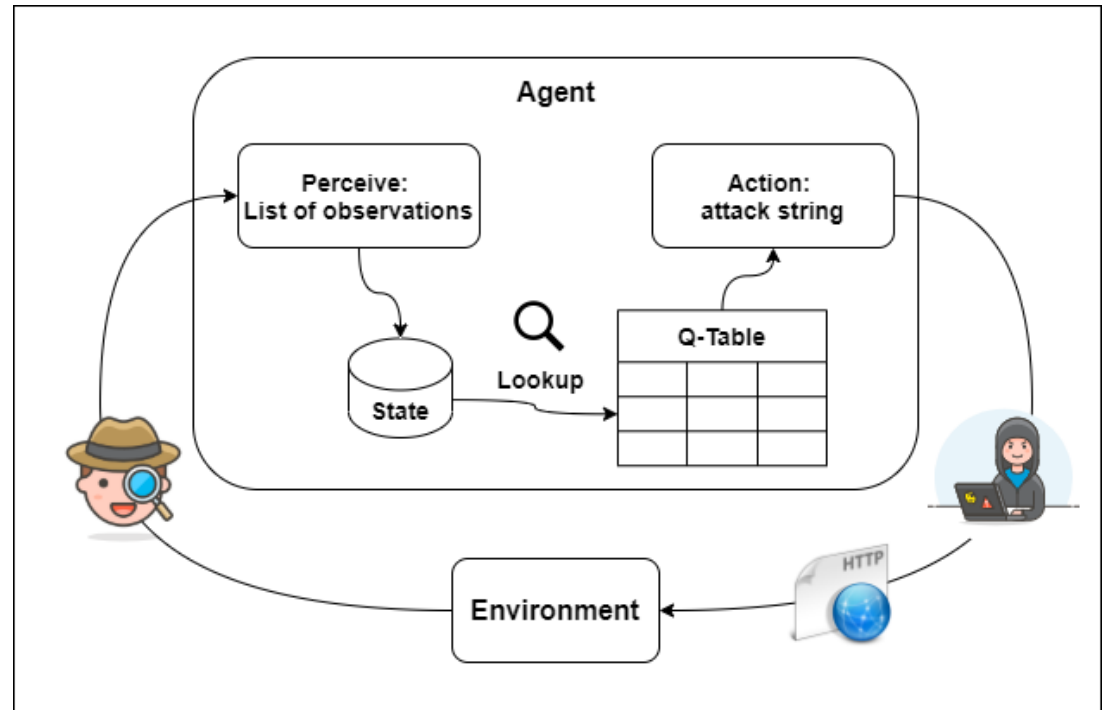 Agent
Perceive:
List of observations
Action:
attack string
Q-Table
Lookup
State
HTTP
Environment